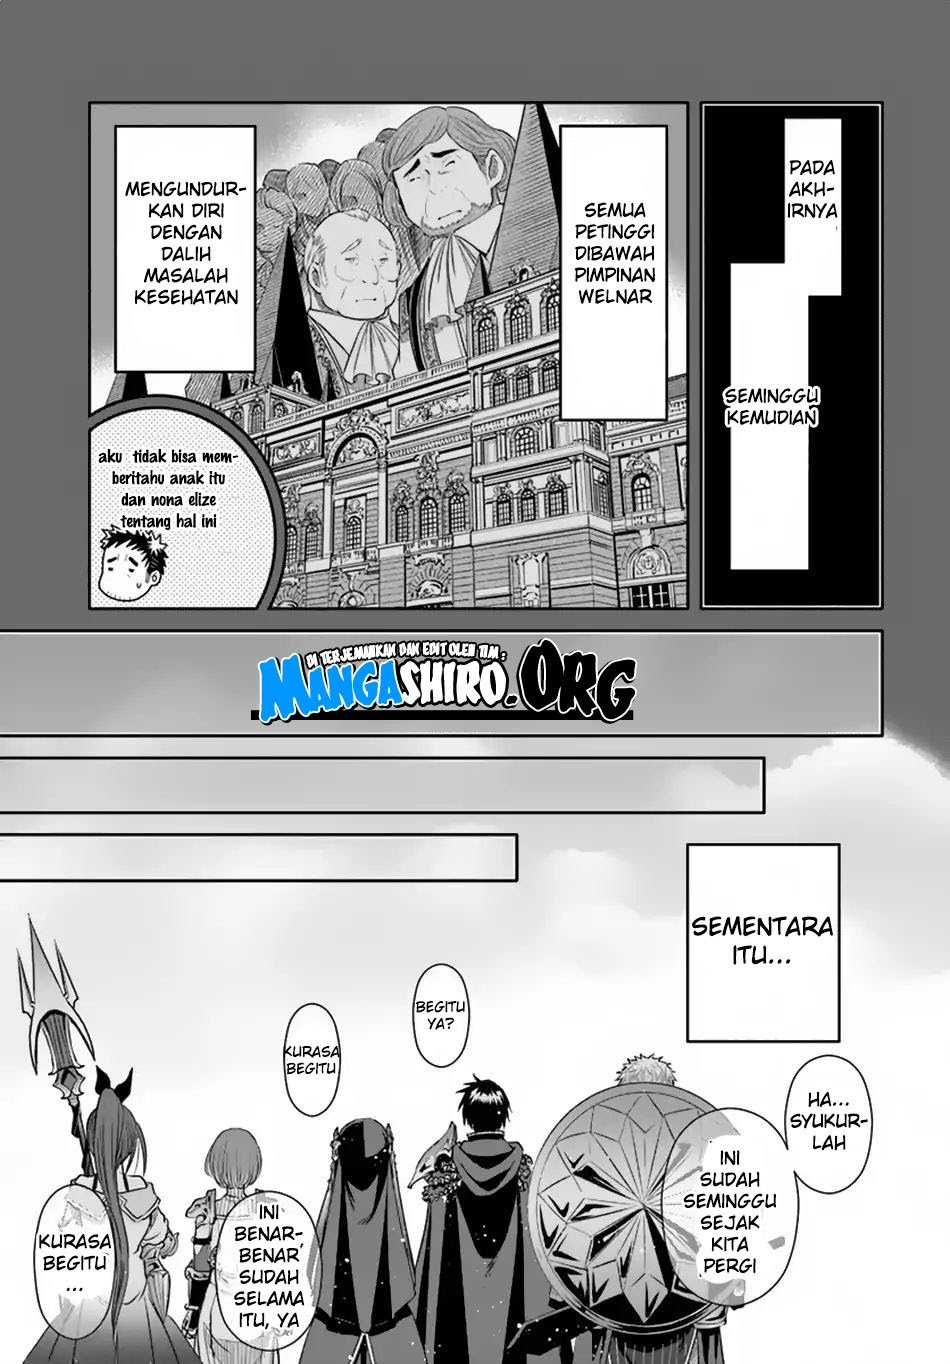 PADA
AKH-
IRNYA
SEMINGGU
KEMUDIAN
SEMUA
PETINGGI
DIBAWAH
PIMPINAN
WELNAR
MENGUNDUR-
KAN DIRI
DENGAN
DALIH
MASALAH
KESEHATAN
aku tidak bisa mem-
beritahu anak itu
dan nona elize
tentang hal ini
DI TERJEMAHKAN DAN EDIT OLEH TIM :
MANGASHIRO.ORG
SEMENTARA
ITU...
HA...
SYUKUR-
LAH
INI
SUDAH
SEMINGGU
SEJAK
KITA
PERGI
BEGITU
YA?
KURASA
BEGITU
INI
BENAR-
BENAR
SUDAH
SELAMA
ITU, YA
KURASA
BEGITU
...